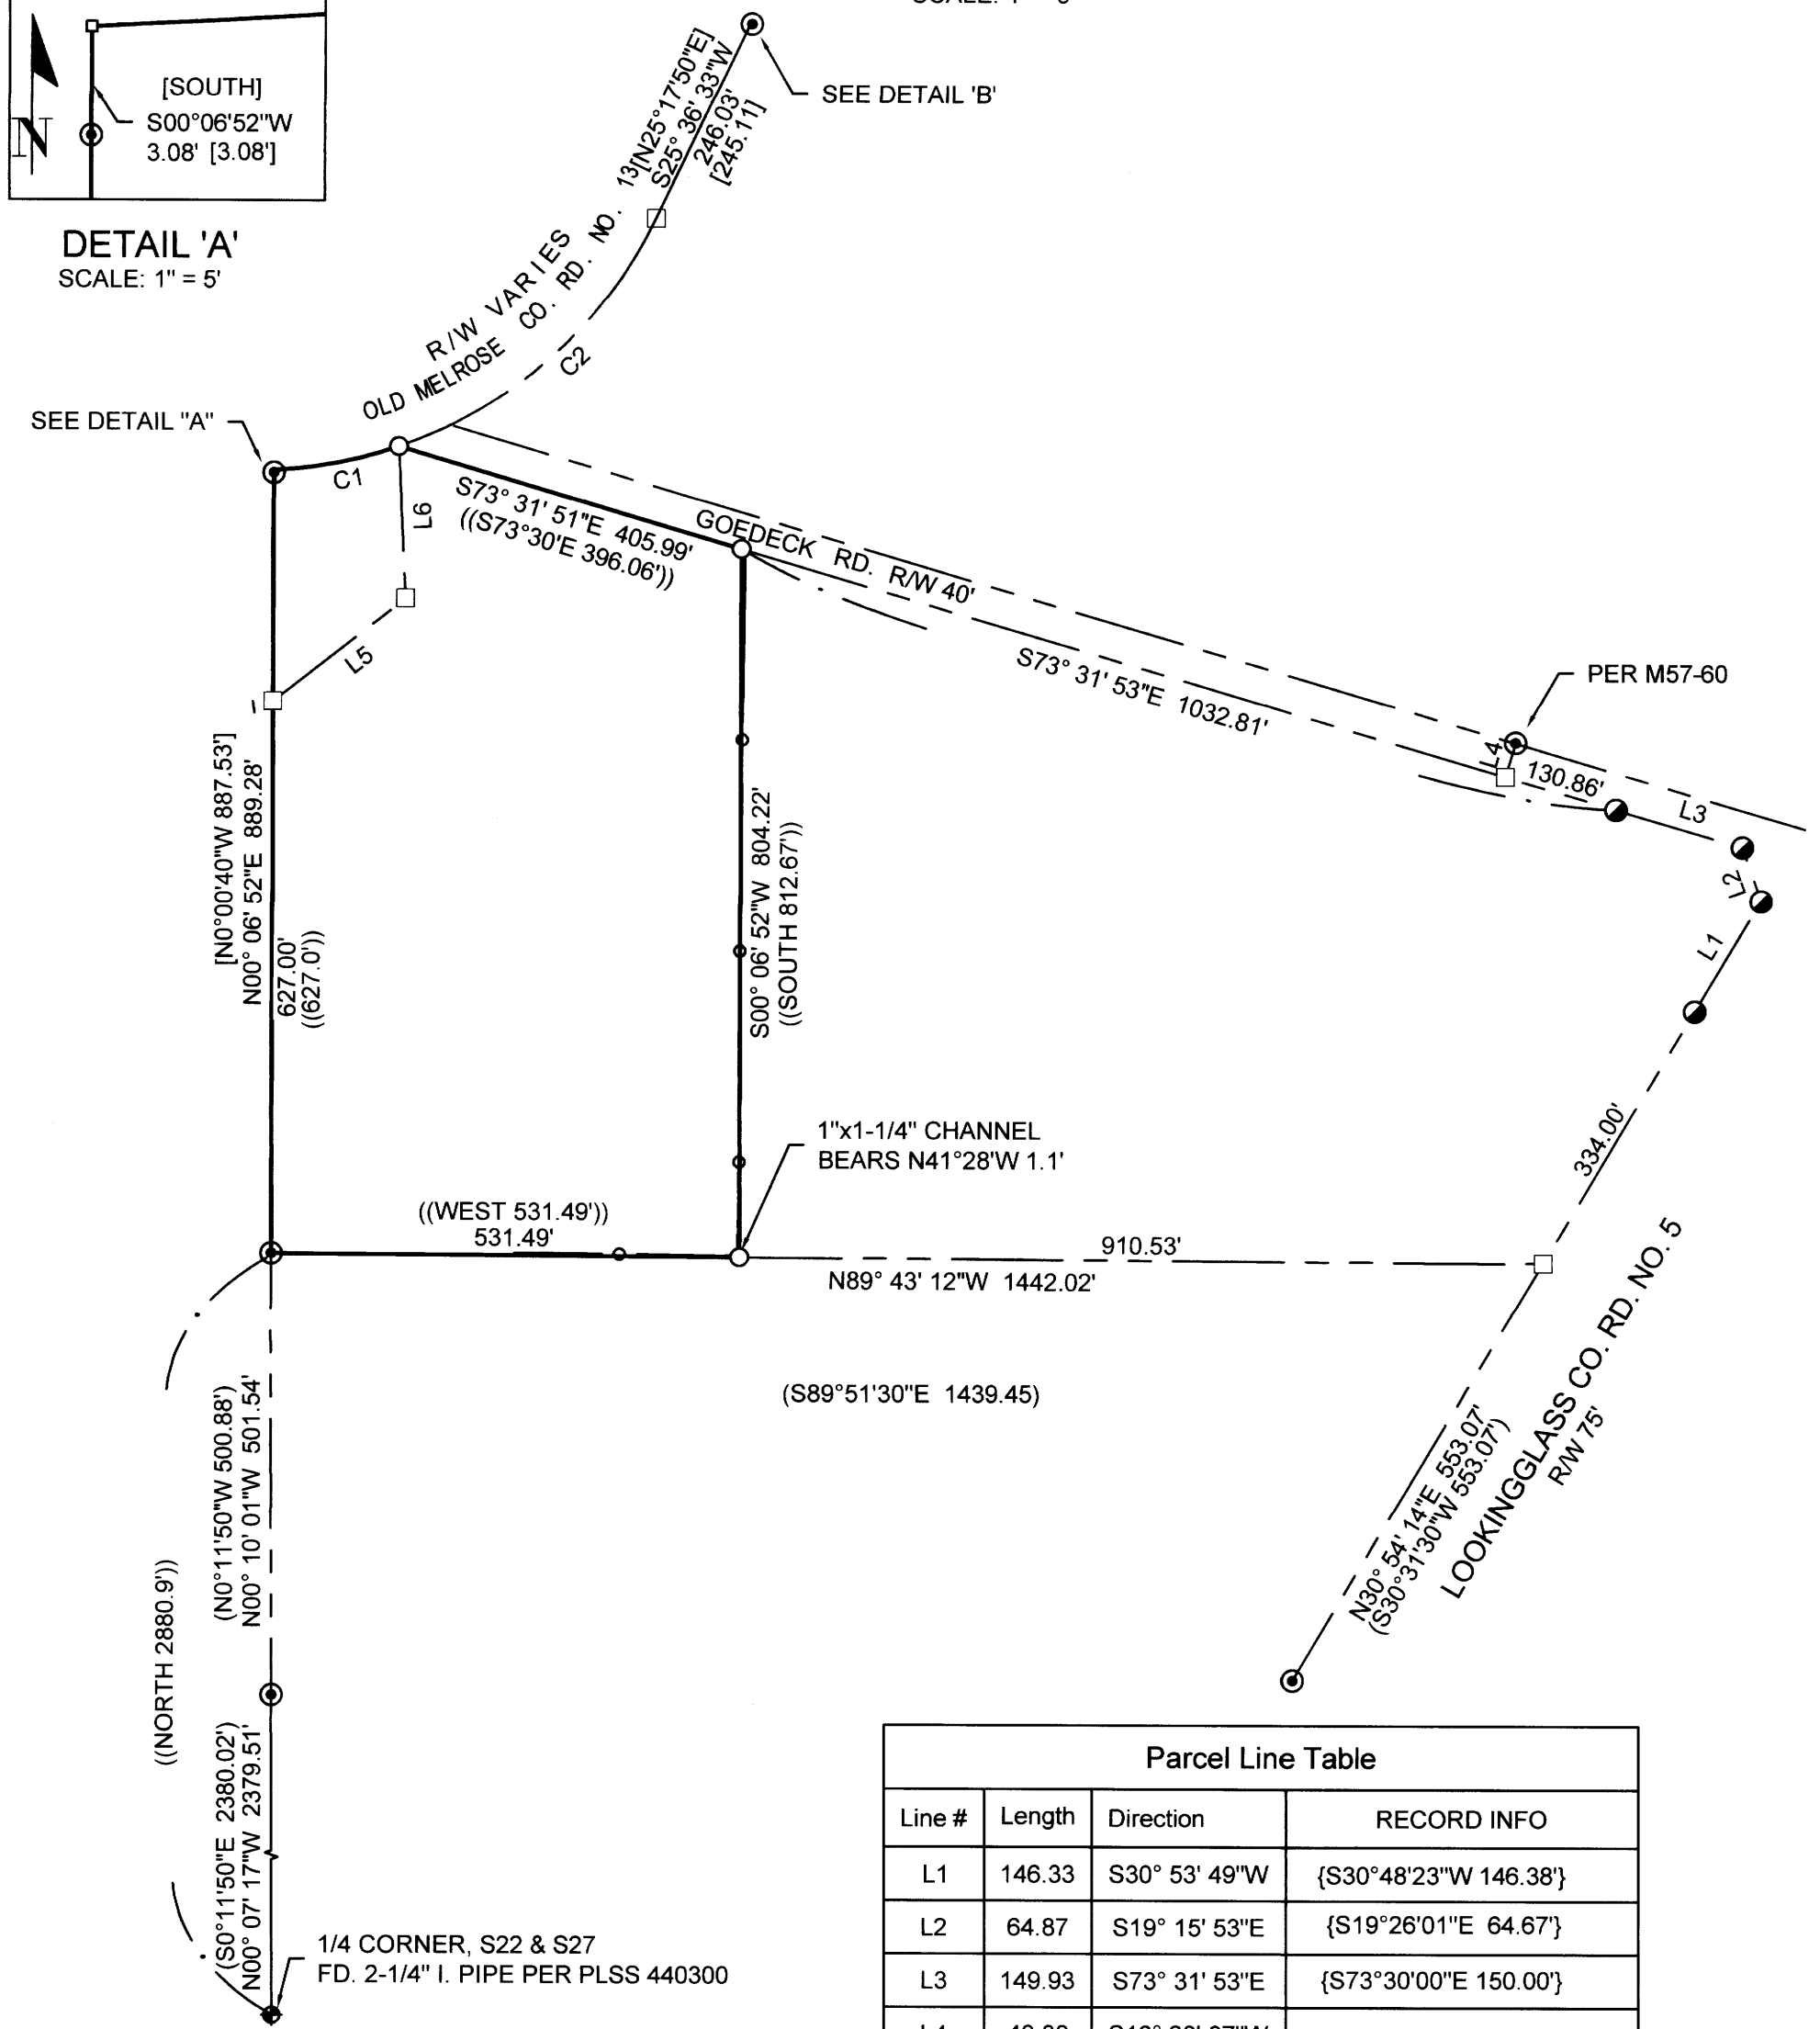 [SOUTH]
S00°06'52"W
3.08' [3.08']
N
DETAIL 'A'
SCALE: 1" = 5'
[N25°17'50"E]
S25° 36' 33"W
246.03'
[245.11]
SEE DETAIL 'B'
R/W VARIES
OLD MELROSE CO. RD. NO. 13
C2
SEE DETAIL "A"
C1
L6
L5
S73° 31' 51"E 405.99'
((S73°30'E 396.06'))
GOEDECK RD. R/W 40'
S73° 31' 53"E 1032.81'
PER M57-60
L4
130.86'
L3
L2
L1
[N0°00'40"W 887.53']
N00° 06' 52"E 889.28'
627.00'
((627.0'))
S00° 06' 52"W 804.22'
((SOUTH 812.67'))
334.00'
1"x1-1/4" CHANNEL
BEARS N41°28'W 1.1'
((WEST 531.49'))
531.49'
910.53'
N89° 43' 12"W 1442.02'
(S89°51'30"E 1439.45)
LOOKINGGLASS CO. RD. NO. 5
R/W 75'
N30° 54' 14"E 553.07'
(S30°31'30"W 553.07')
(N0°11'50"W 500.88')
N00° 10' 01"W 501.54'
((NORTH 2880.9'))
(S0°11'50"E 2380.02')
N00° 07' 17"W 2379.51'
1/4 CORNER, S22 & S27
FD. 2-1/4" I. PIPE PER PLSS 440300
Parcel Line Table
Line # Length Direction RECORD INFO
L1 146.33 S30° 53' 49"W {S30°48'23"W 146.38'}
L2 64.87 S19° 15' 53"E {S19°26'01"E 64.67'}
L3 149.93 S73° 31' 53"E {S73°30'00"E 150.00'}